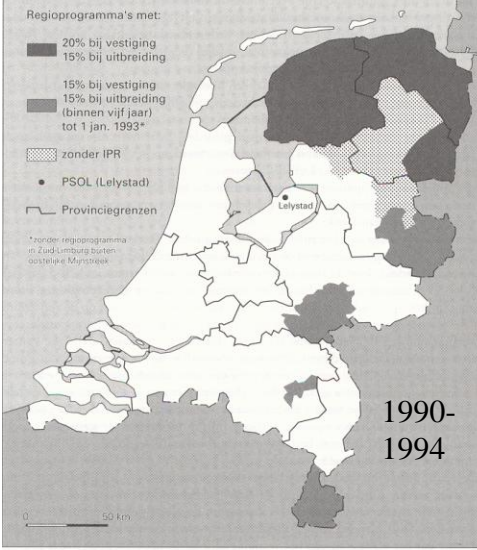 Regioprogramma's met:
20% bij vestiging
15% bij uitbreiding
15% bij vestiging
15% bij uitbreiding
(binnen vijf jaar)
tot 1 jan. 1993*
zonder IPR
PSOL (Lelystad)
Provinciegrenzen
*zonder regioprogramma
in Zuid-Limburg buiten
oostelijke Mijnstreek
Lelystad
1990-
1994
0 50 km